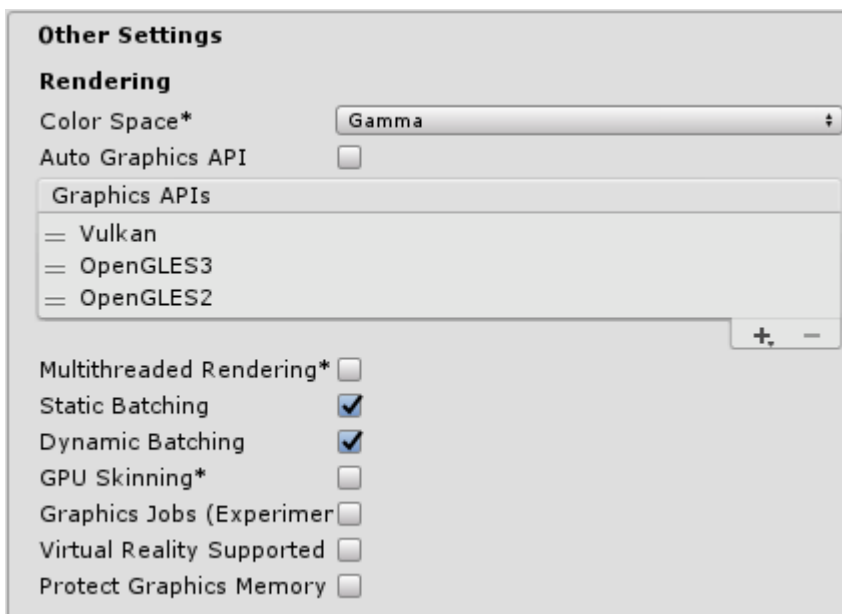 Other Settings
Rendering
Color Space* Gamma
Auto Graphics API
Graphics APIs
Vulkan
OpenGLES3
OpenGLES2
Multithreaded Rendering*
Static Batching
Dynamic Batching
GPU Skinning*
Graphics Jobs (Experimer
Virtual Reality Supported
Protect Graphics Memory